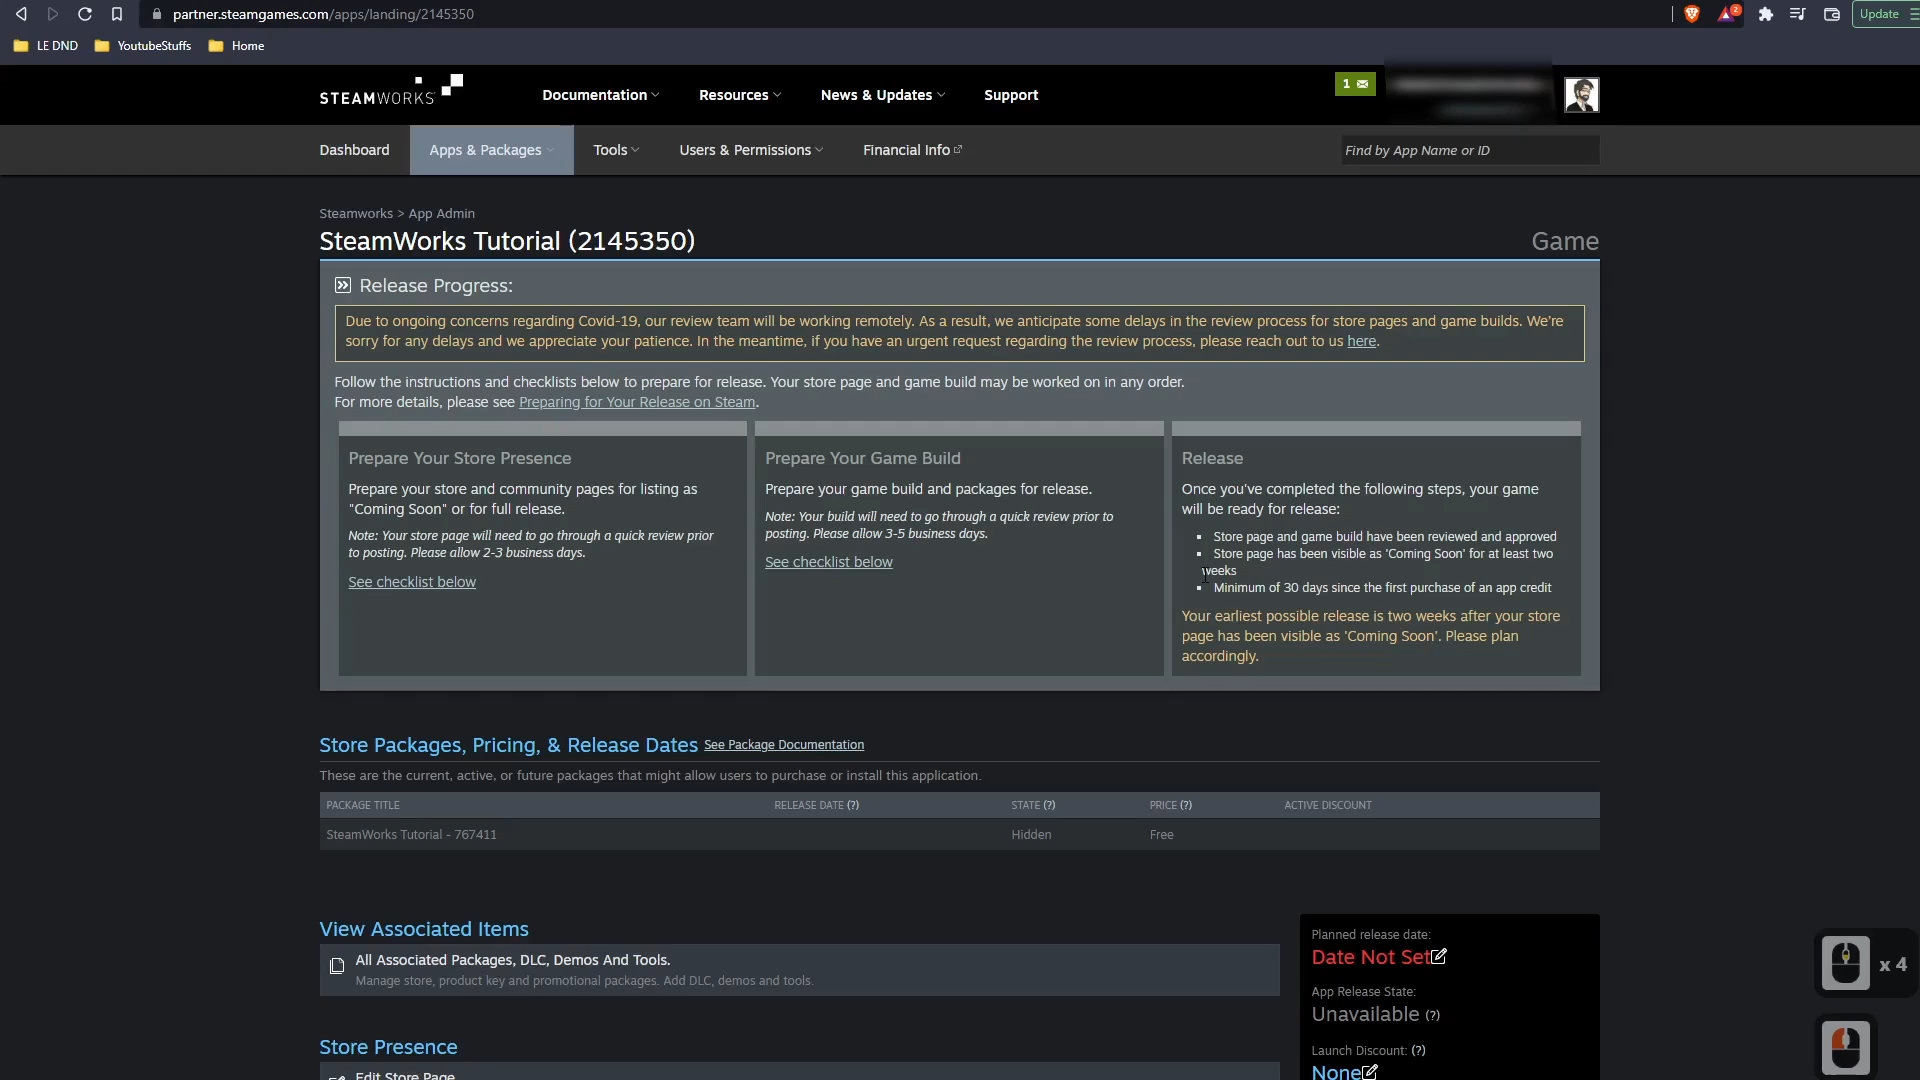 partner.steamgames.com/apps/landing/2145350
2
Update
LE DND
YoutubeStuffs
Home
STEAMWORKS
Documentation
Resources
News & Updates
Support
1
Dashboard
Apps & Packages
Tools
Users & Permissions
Financial Info
Find by App Name or ID
Steamworks > App Admin
SteamWorks Tutorial (2145350)
Game
Release Progress:
Due to ongoing concerns regarding Covid-19, our review team will be working remotely. As a result, we anticipate some delays in the review process for store pages and game builds. We're
sorry for any delays and we appreciate your patience. In the meantime, if you have an urgent request regarding the review process, please reach out to us here.
Follow the instructions and checklists below to prepare for release. Your store page and game build may be worked on in any order.
For more details, please see Preparing for Your Release on Steam.
Prepare Your Store Presence
Prepare your store and community pages for listing as
"Coming Soon" or for full release.
Note: Your store page will need to go through a quick review prior
to posting. Please allow 2-3 business days.
See checklist below
Prepare Your Game Build
Prepare your game build and packages for release.
Note: Your build will need to go through a quick review prior to
posting. Please allow 3-5 business days.
See checklist below
Release
Once you've completed the following steps, your game
will be ready for release:
Store page and game build have been reviewed and approved
Store page has been visible as 'Coming Soon' for at least two
weeks
Minimum of 30 days since the first purchase of an app credit
Your earliest possible release is two weeks after your store
page has been visible as 'Coming Soon'. Please plan
accordingly.
Store Packages, Pricing, & Release Dates See Package Documentation
These are the current, active, or future packages that might allow users to purchase or install this application.
PACKAGE TITLE RELEASE DATE (?) STATE (?) PRICE (?) ACTIVE DISCOUNT
SteamWorks Tutorial - 767411 Hidden Free
View Associated Items
All Associated Packages, DLC, Demos And Tools.
Manage store, product key and promotional packages. Add DLC, demos and tools.
Store Presence
Edit Store Page
Planned release date:
Date Not Set
App Release State:
Unavailable (?)
Launch Discount: (?)
None
x 4